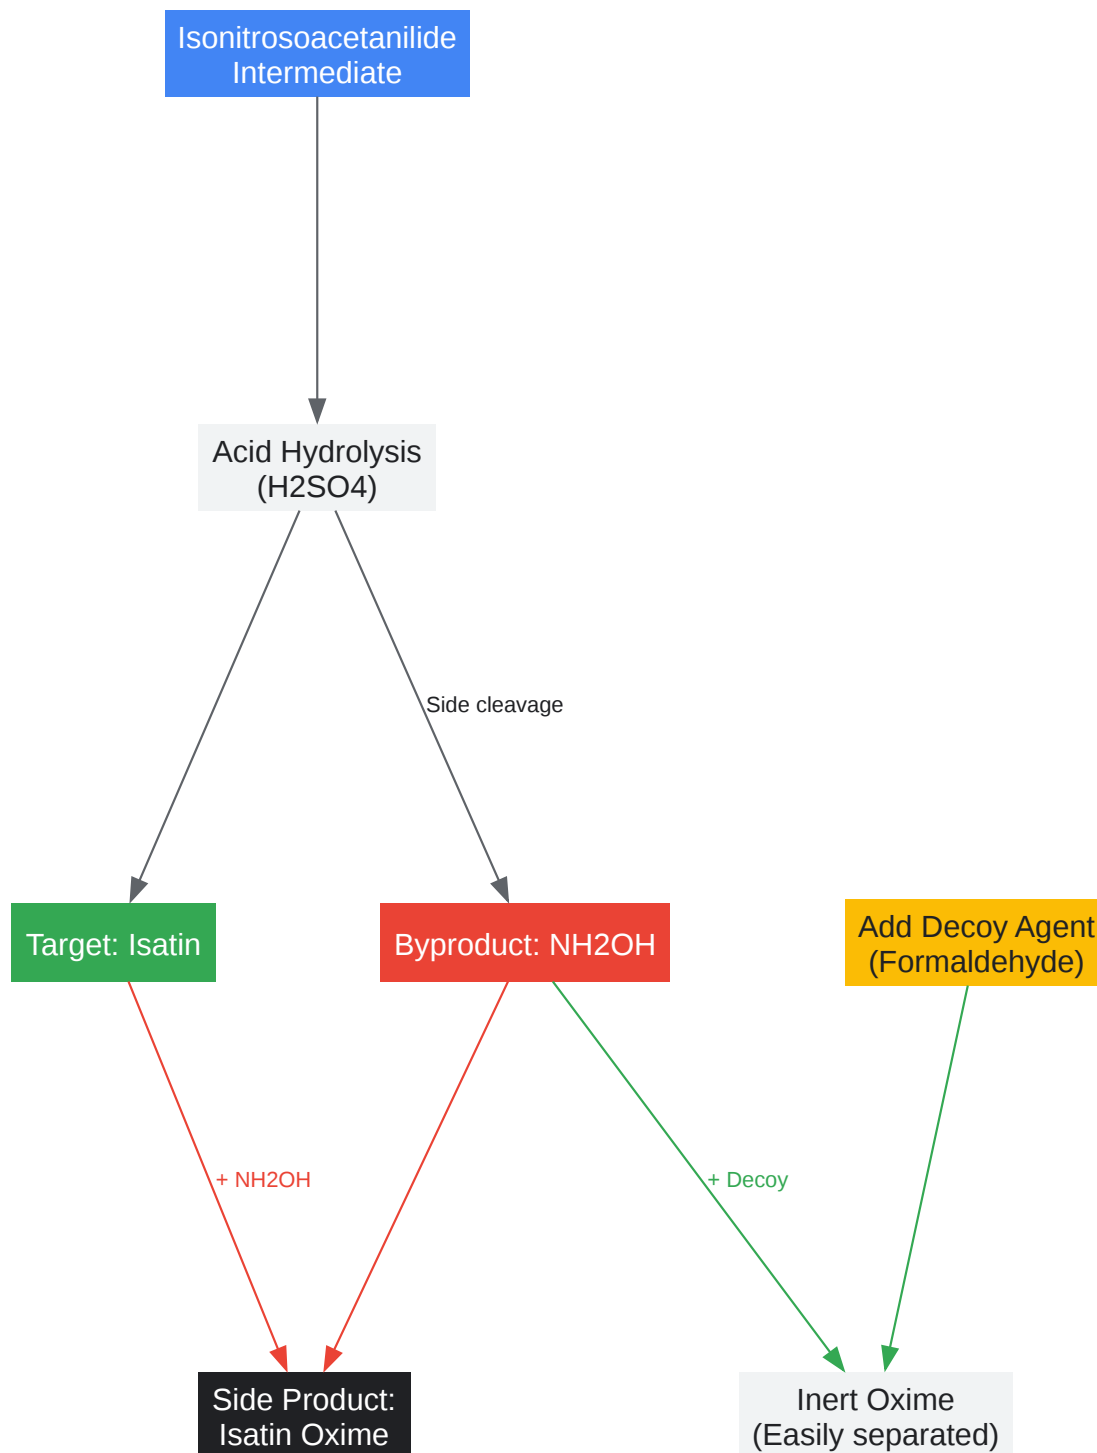 Isonitrosoacetanilide
Intermediate
Acid Hydrolysis
(H2SO4)
Side cleavage
Target: Isatin
Byproduct: NH2OH
Add Decoy Agent
(Formaldehyde)
+ NH2OH
+ Decoy
Side Product:
Isatin Oxime
Inert Oxime
(Easily separated)